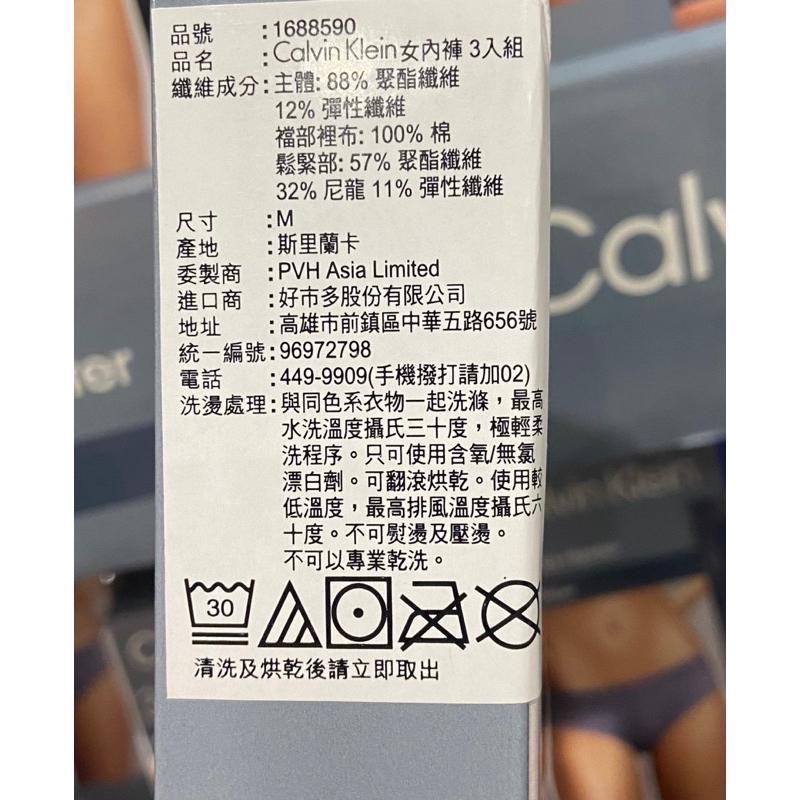 品號 :1688590
品名 :Calvin Klein女內褲 3入組
纖維成分:主體: 88% 聚酯纖維
12% 彈性纖維
襠部裡布: 100% 棉
鬆緊部: 57% 聚酯纖維
32% 尼龍 11% 彈性纖維
尺寸 :M
產地 :斯里蘭卡
委製商 :PVH Asia Limited
進口商 :好市多股份有限公司
地址 :高雄市前鎮區中華五路656號
統一編號:96972798
電話 :449-9909(手機撥打請加02)
洗燙處理:與同色系衣物一起洗滌，最高
水洗溫度攝氏三十度，極輕柔
洗程序。只可使用含氧/無氯
漂白劑。可翻滾烘乾。使用較
低溫度，最高排風溫度攝氏六
十度。不可熨燙及壓燙。
不可以專業乾洗。
30
清洗及烘乾後請立即取出
Calv
Calvin Klein